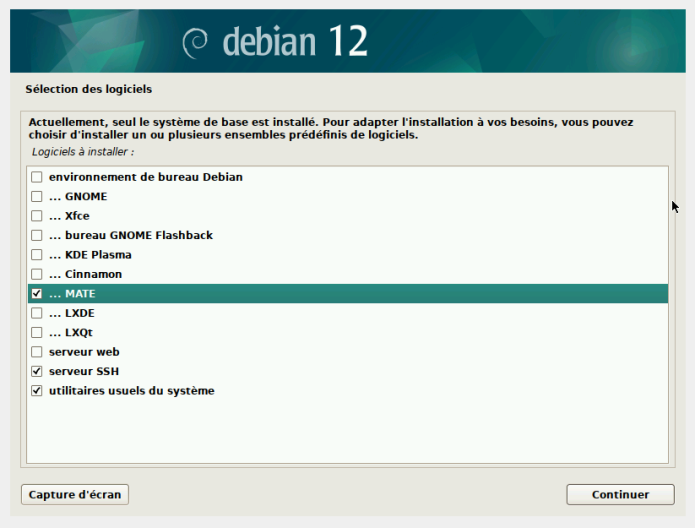 debian 12
Sélection des logiciels
Actuellement, seul le système de base est installé. Pour adapter l'installation à vos besoins, vous pouvez
choisir d'installer un ou plusieurs ensembles prédéfinis de logiciels.
Logiciels à installer :
environnement de bureau Debian
... GNOME
... Xfce
... bureau GNOME Flashback
... KDE Plasma
... Cinnamon
... MATE
... LXDE
... LXQt
serveur web
serveur SSH
utilitaires usuels du système
Capture d'écran
Continuer